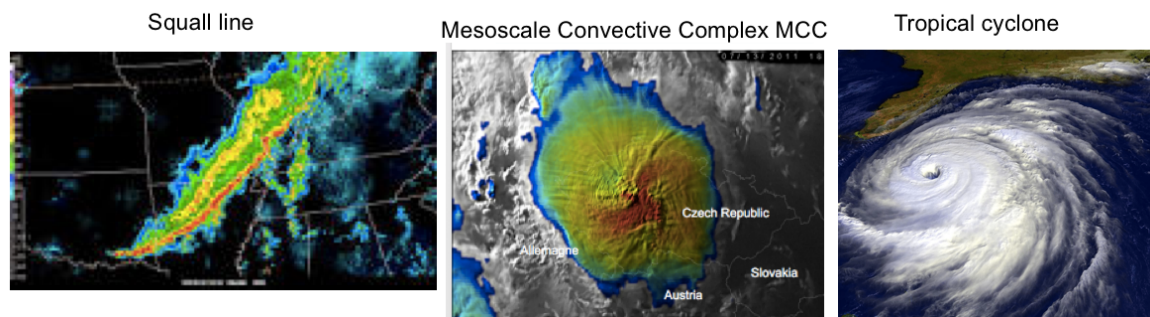 Squall line
Mesoscale Convective Complex MCC
Tropical cyclone
Czech Republic
Allemagne
Slovakia
Austria